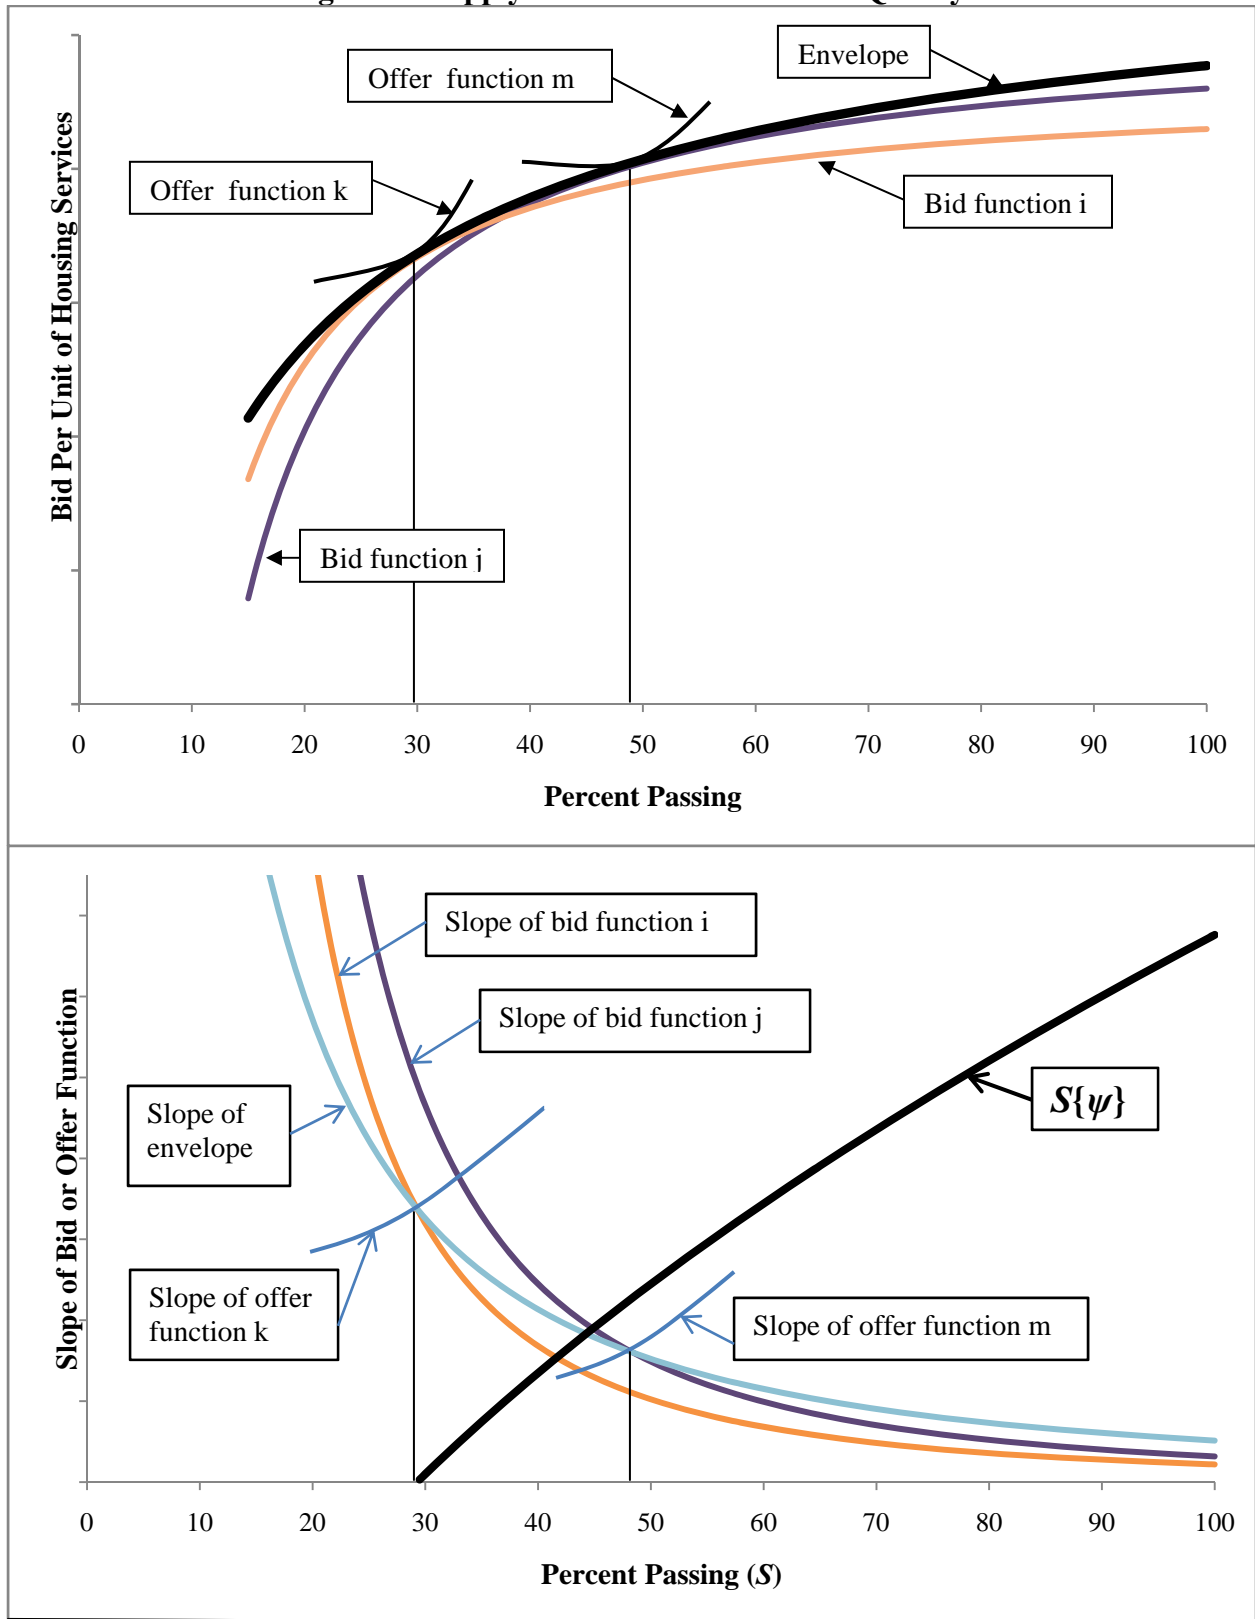 Envelope
Offer function m
Offer function k
Bid function i
Bid function j
Bid Per Unit of Housing Services
0 10 20 30 40 50 60 70 80 90 100
Percent Passing
Slope of bid function i
Slope of bid function j
Slope of
envelope
S{ψ}
Slope of offer
function k
Slope of offer function m
Slope of Bid or Offer Function
0 10 20 30 40 50 60 70 80 90 100
Percent Passing (S)